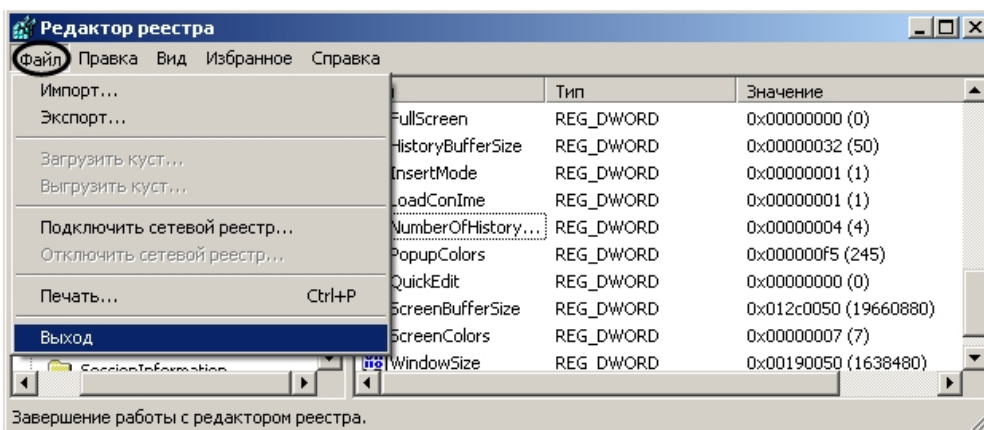 Редактор реестра
Файл Правка Вид Избранное Справка
Импорт...
Экспорт...
Загрузить куст...
Выгрузить куст...
Подключить сетевой реестр...
Отключить сетевой реестр...
Печать... Ctrl+P
Выход
SessionInformation
Тип Значение
FullScreen REG_DWORD 0x00000000 (0)
HistoryBufferSize REG_DWORD 0x00000032 (50)
InsertMode REG_DWORD 0x00000001 (1)
LoadConIme REG_DWORD 0x00000001 (1)
NumberOfHistory... REG_DWORD 0x00000004 (4)
PopupColors REG_DWORD 0x000000f5 (245)
QuickEdit REG_DWORD 0x00000000 (0)
ScreenBufferSize REG_DWORD 0x012c0050 (19660880)
ScreenColors REG_DWORD 0x00000007 (7)
WindowSize REG_DWORD 0x00190050 (1638480)
Завершение работы с редактором реестра.